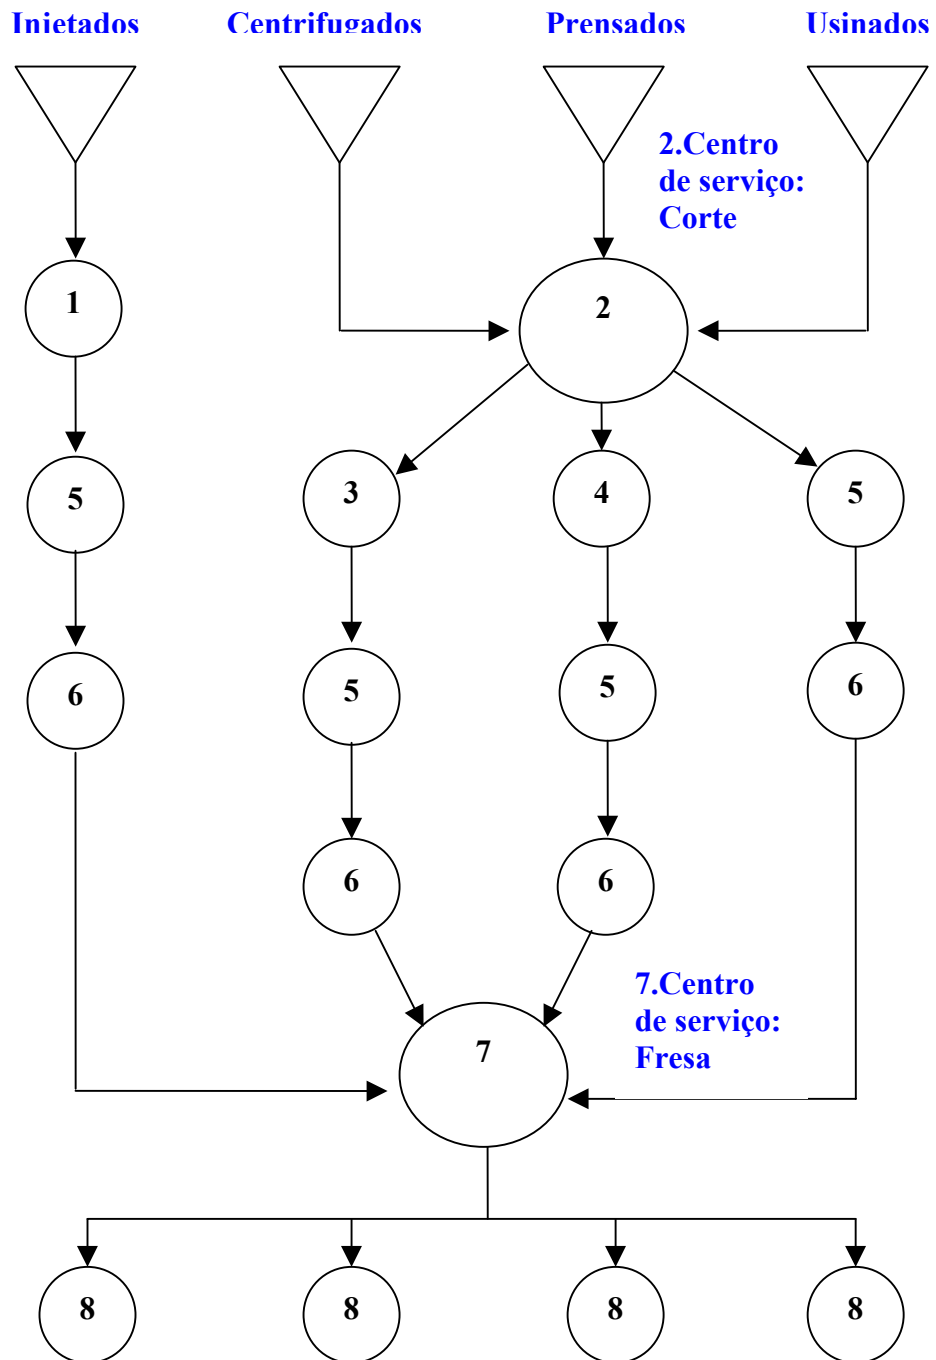 Injetados Centrifugados Prensados Usinados
2.Centro
de serviço:
Corte
1
2
5
3
4
5
6
5
5
6
6
6
7.Centro
de serviço:
Fresa
7
8 8 8 8